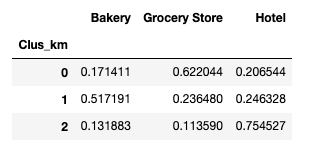 Bakery Grocery Store Hotel
Clus_km
0 0.171411 0.622044 0.206544
1 0.517191 0.236480 0.246328
2 0.131883 0.113590 0.754527